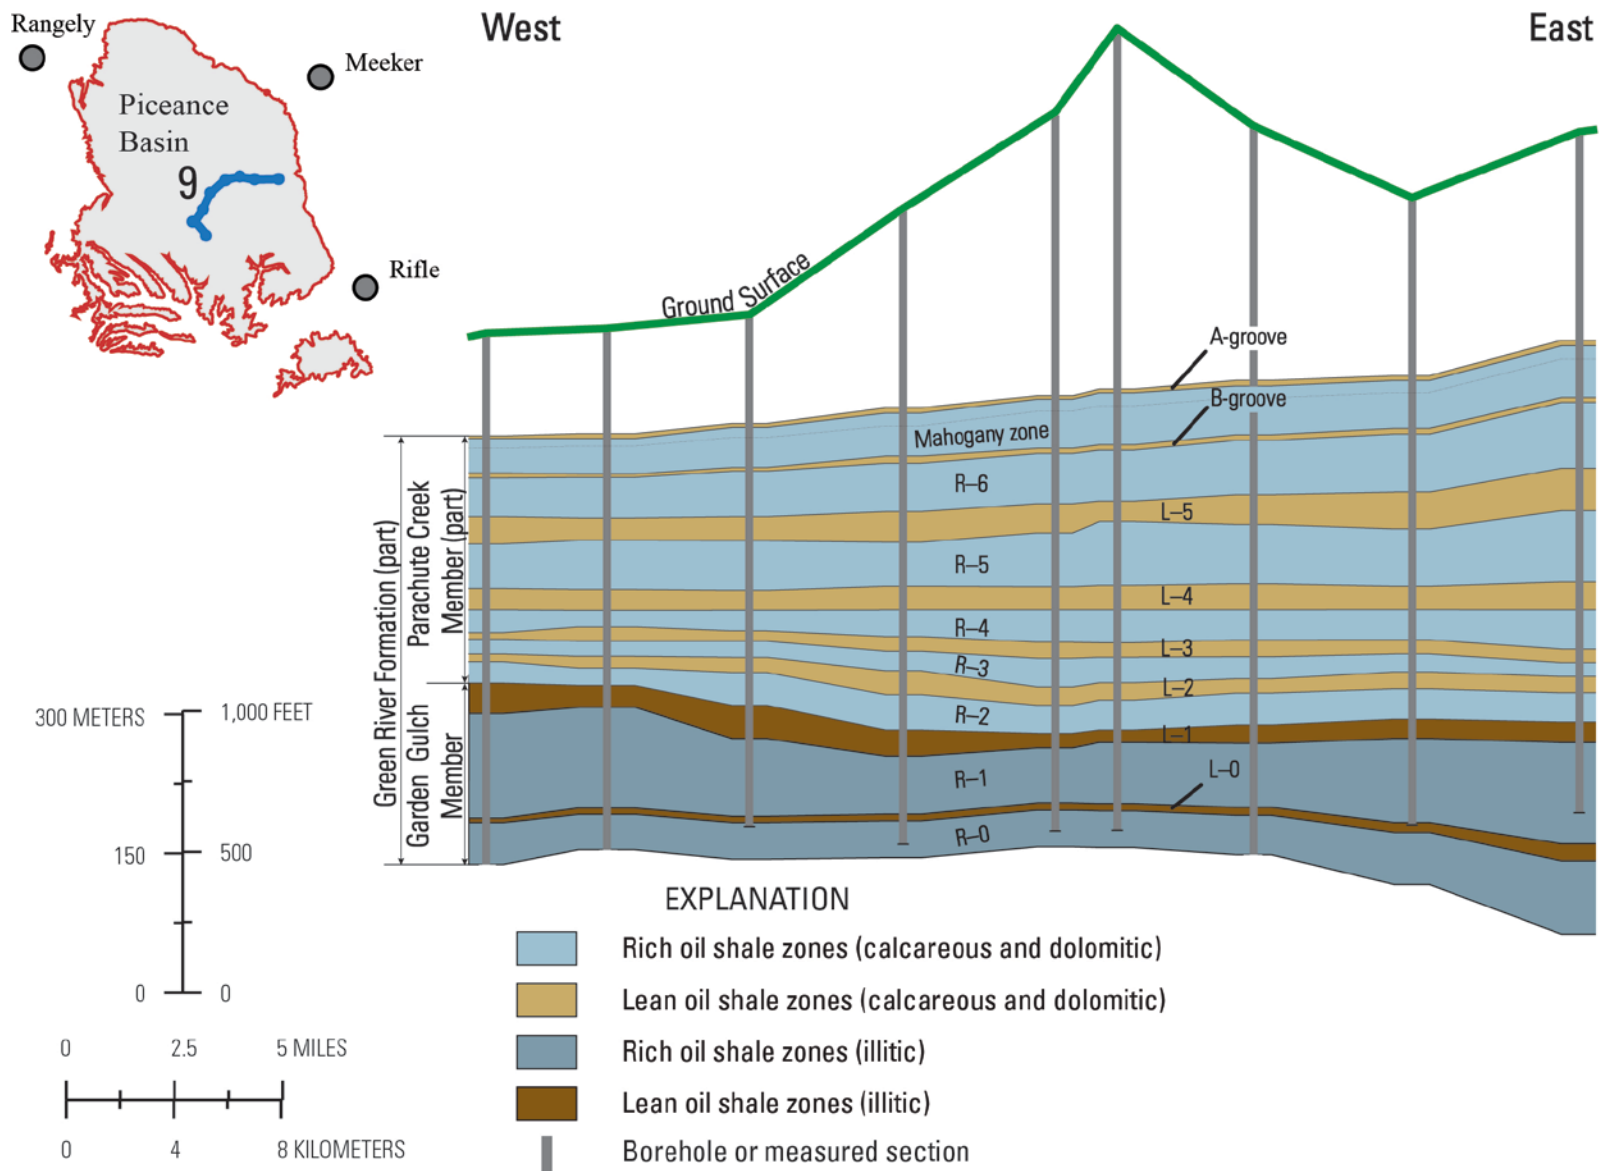 Rangely
Meeker
Piceance
Basin
9
Rifle
West
East
Ground Surface
A-groove
B-groove
Mahogany zone
R–6
L–5
R–5
L–4
R–4
L–3
R–3
L–2
R–2
L–1
R–1
L–0
R–0
Green River Formation (part)
Parachute Creek
Member (part)
Garden Gulch
Member
300 METERS
1,000 FEET
150
500
0
0
0
2.5
5 MILES
0
4
8 KILOMETERS
EXPLANATION
Rich oil shale zones (calcareous and dolomitic)
Lean oil shale zones (calcareous and dolomitic)
Rich oil shale zones (illitic)
Lean oil shale zones (illitic)
Borehole or measured section